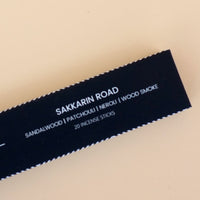 SAKKARIN ROAD
SANDALWOOD | PATCHOULI | NEROLI | WOOD SMOKE
20 INCENSE STICKS